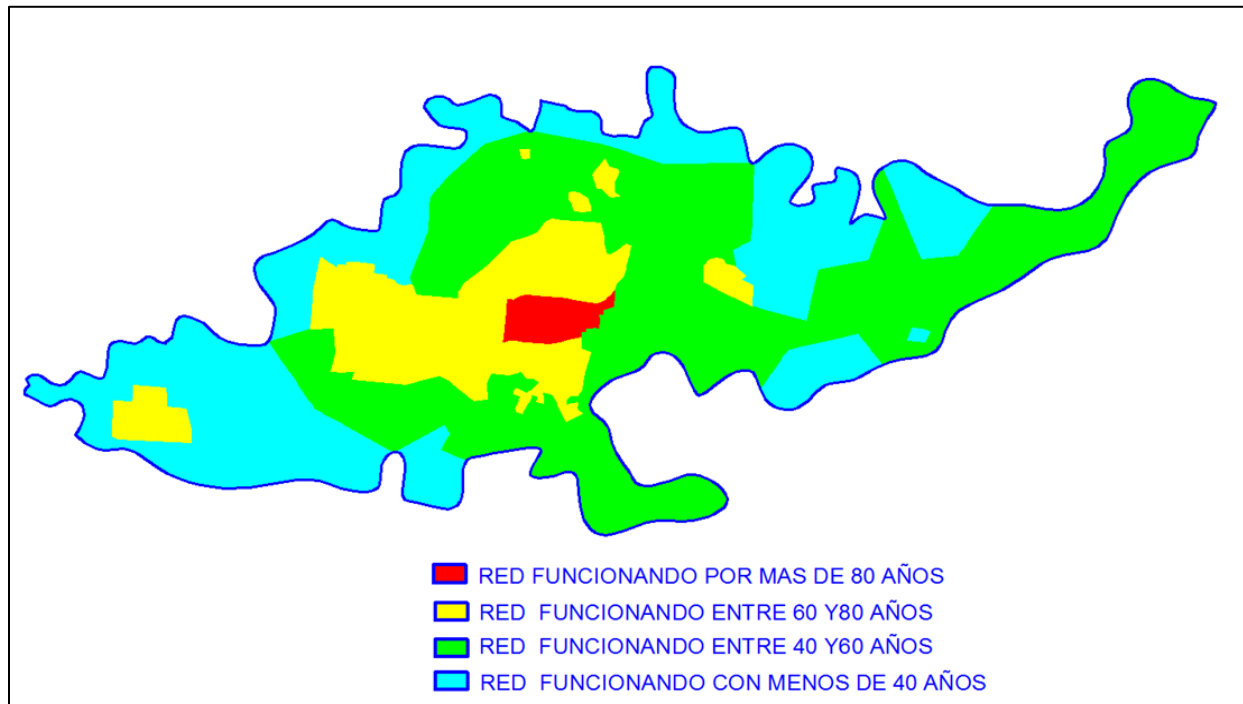 RED FUNCIONANDO POR MAS DE 80 AÑOS
RED FUNCIONANDO ENTRE 60 Y80 AÑOS
RED FUNCIONANDO ENTRE 40 Y60 AÑOS
RED FUNCIONANDO CON MENOS DE 40 AÑOS